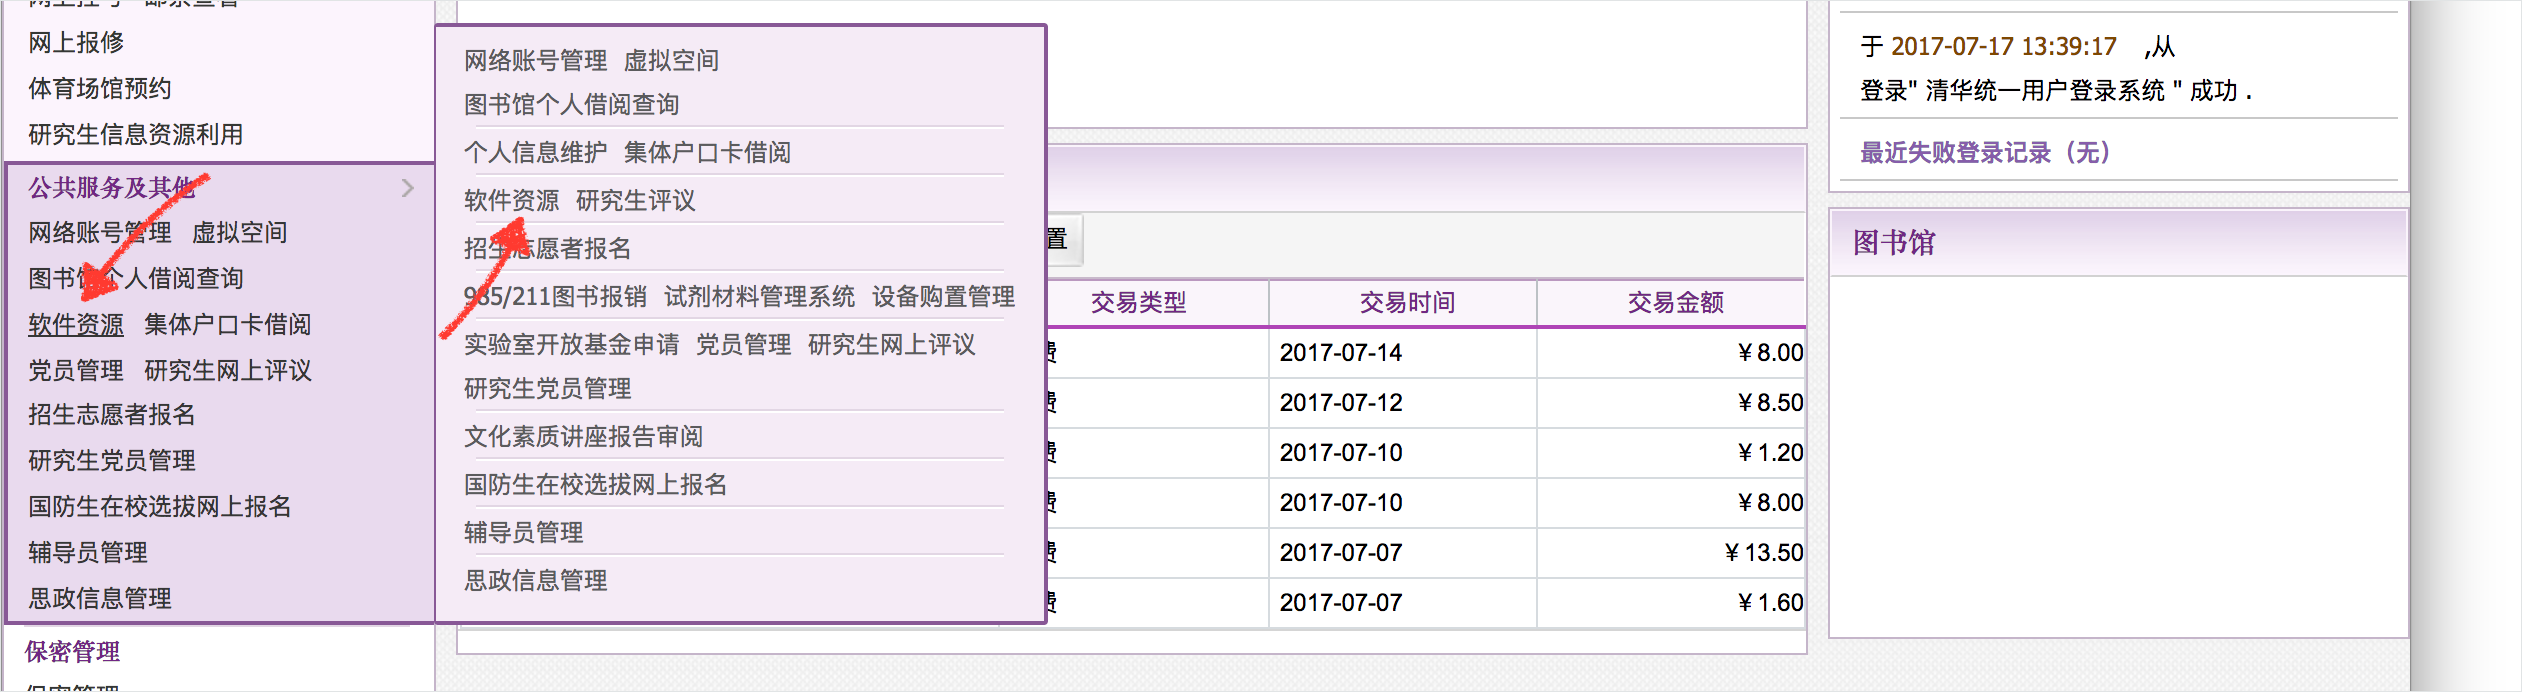 网上报修
体育场馆预约
研究生信息资源利用
公共服务及其他
网络账号管理 虚拟空间
图书馆个人借阅查询
软件资源 集体户口卡借阅
党员管理 研究生网上评议
招生志愿者报名
研究生党员管理
国防生在校选拔网上报名
辅导员管理
思政信息管理
保密管理
保密管理
网络账号管理 虚拟空间
图书馆个人借阅查询
个人信息维护 集体户口卡借阅
软件资源 研究生评议
招生志愿者报名
985/211图书报销 试剂材料管理系统 设备购置管理
实验室开放基金申请 党员管理 研究生网上评议
研究生党员管理
文化素质讲座报告审阅
国防生在校选拔网上报名
辅导员管理
思政信息管理
置
交易类型 交易时间 交易金额
费 2017-07-14 ¥8.00
费 2017-07-12 ¥8.50
费 2017-07-10 ¥1.20
费 2017-07-10 ¥8.00
费 2017-07-07 ¥13.50
费 2017-07-07 ¥1.60
于 2017-07-17 13:39:17 ,从
登录" 清华统一用户登录系统 " 成功 .
最近失败登录记录（无）
图书馆